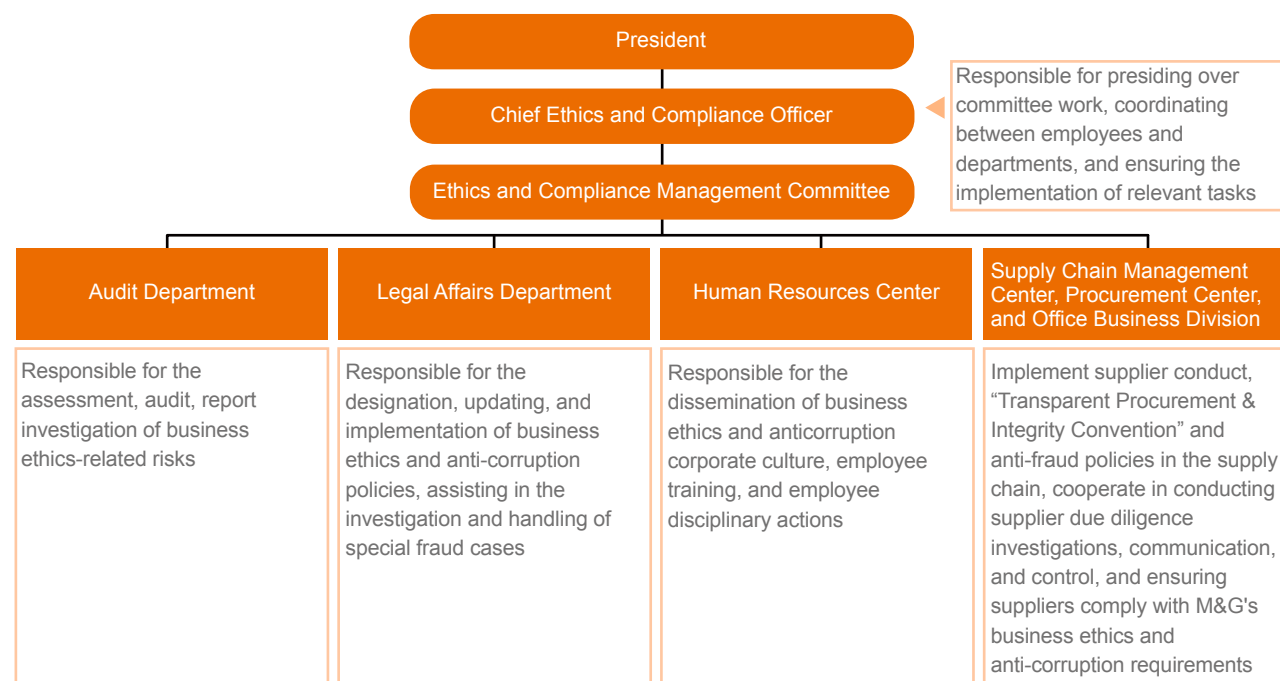 President
Chief Ethics and Compliance Officer
Responsible for presiding over
committee work, coordinating
between employees and
departments, and ensuring the
implementation of relevant tasks
Ethics and Compliance Management Committee
Audit Department
Responsible for the
assessment, audit, report
investigation of business
ethics-related risks
Legal Affairs Department
Responsible for the
designation, updating, and
implementation of business
ethics and anti-corruption
policies, assisting in the
investigation and handling of
special fraud cases
Human Resources Center
Responsible for the
dissemination of business
ethics and anticorruption
corporate culture, employee
training, and employee
disciplinary actions
Supply Chain Management
Center, Procurement Center,
and Office Business Division
Implement supplier conduct,
“Transparent Procurement &
Integrity Convention” and
anti-fraud policies in the supply
chain, cooperate in conducting
supplier due diligence
investigations, communication,
and control, and ensuring
suppliers comply with M&G's
business ethics and
anti-corruption requirements